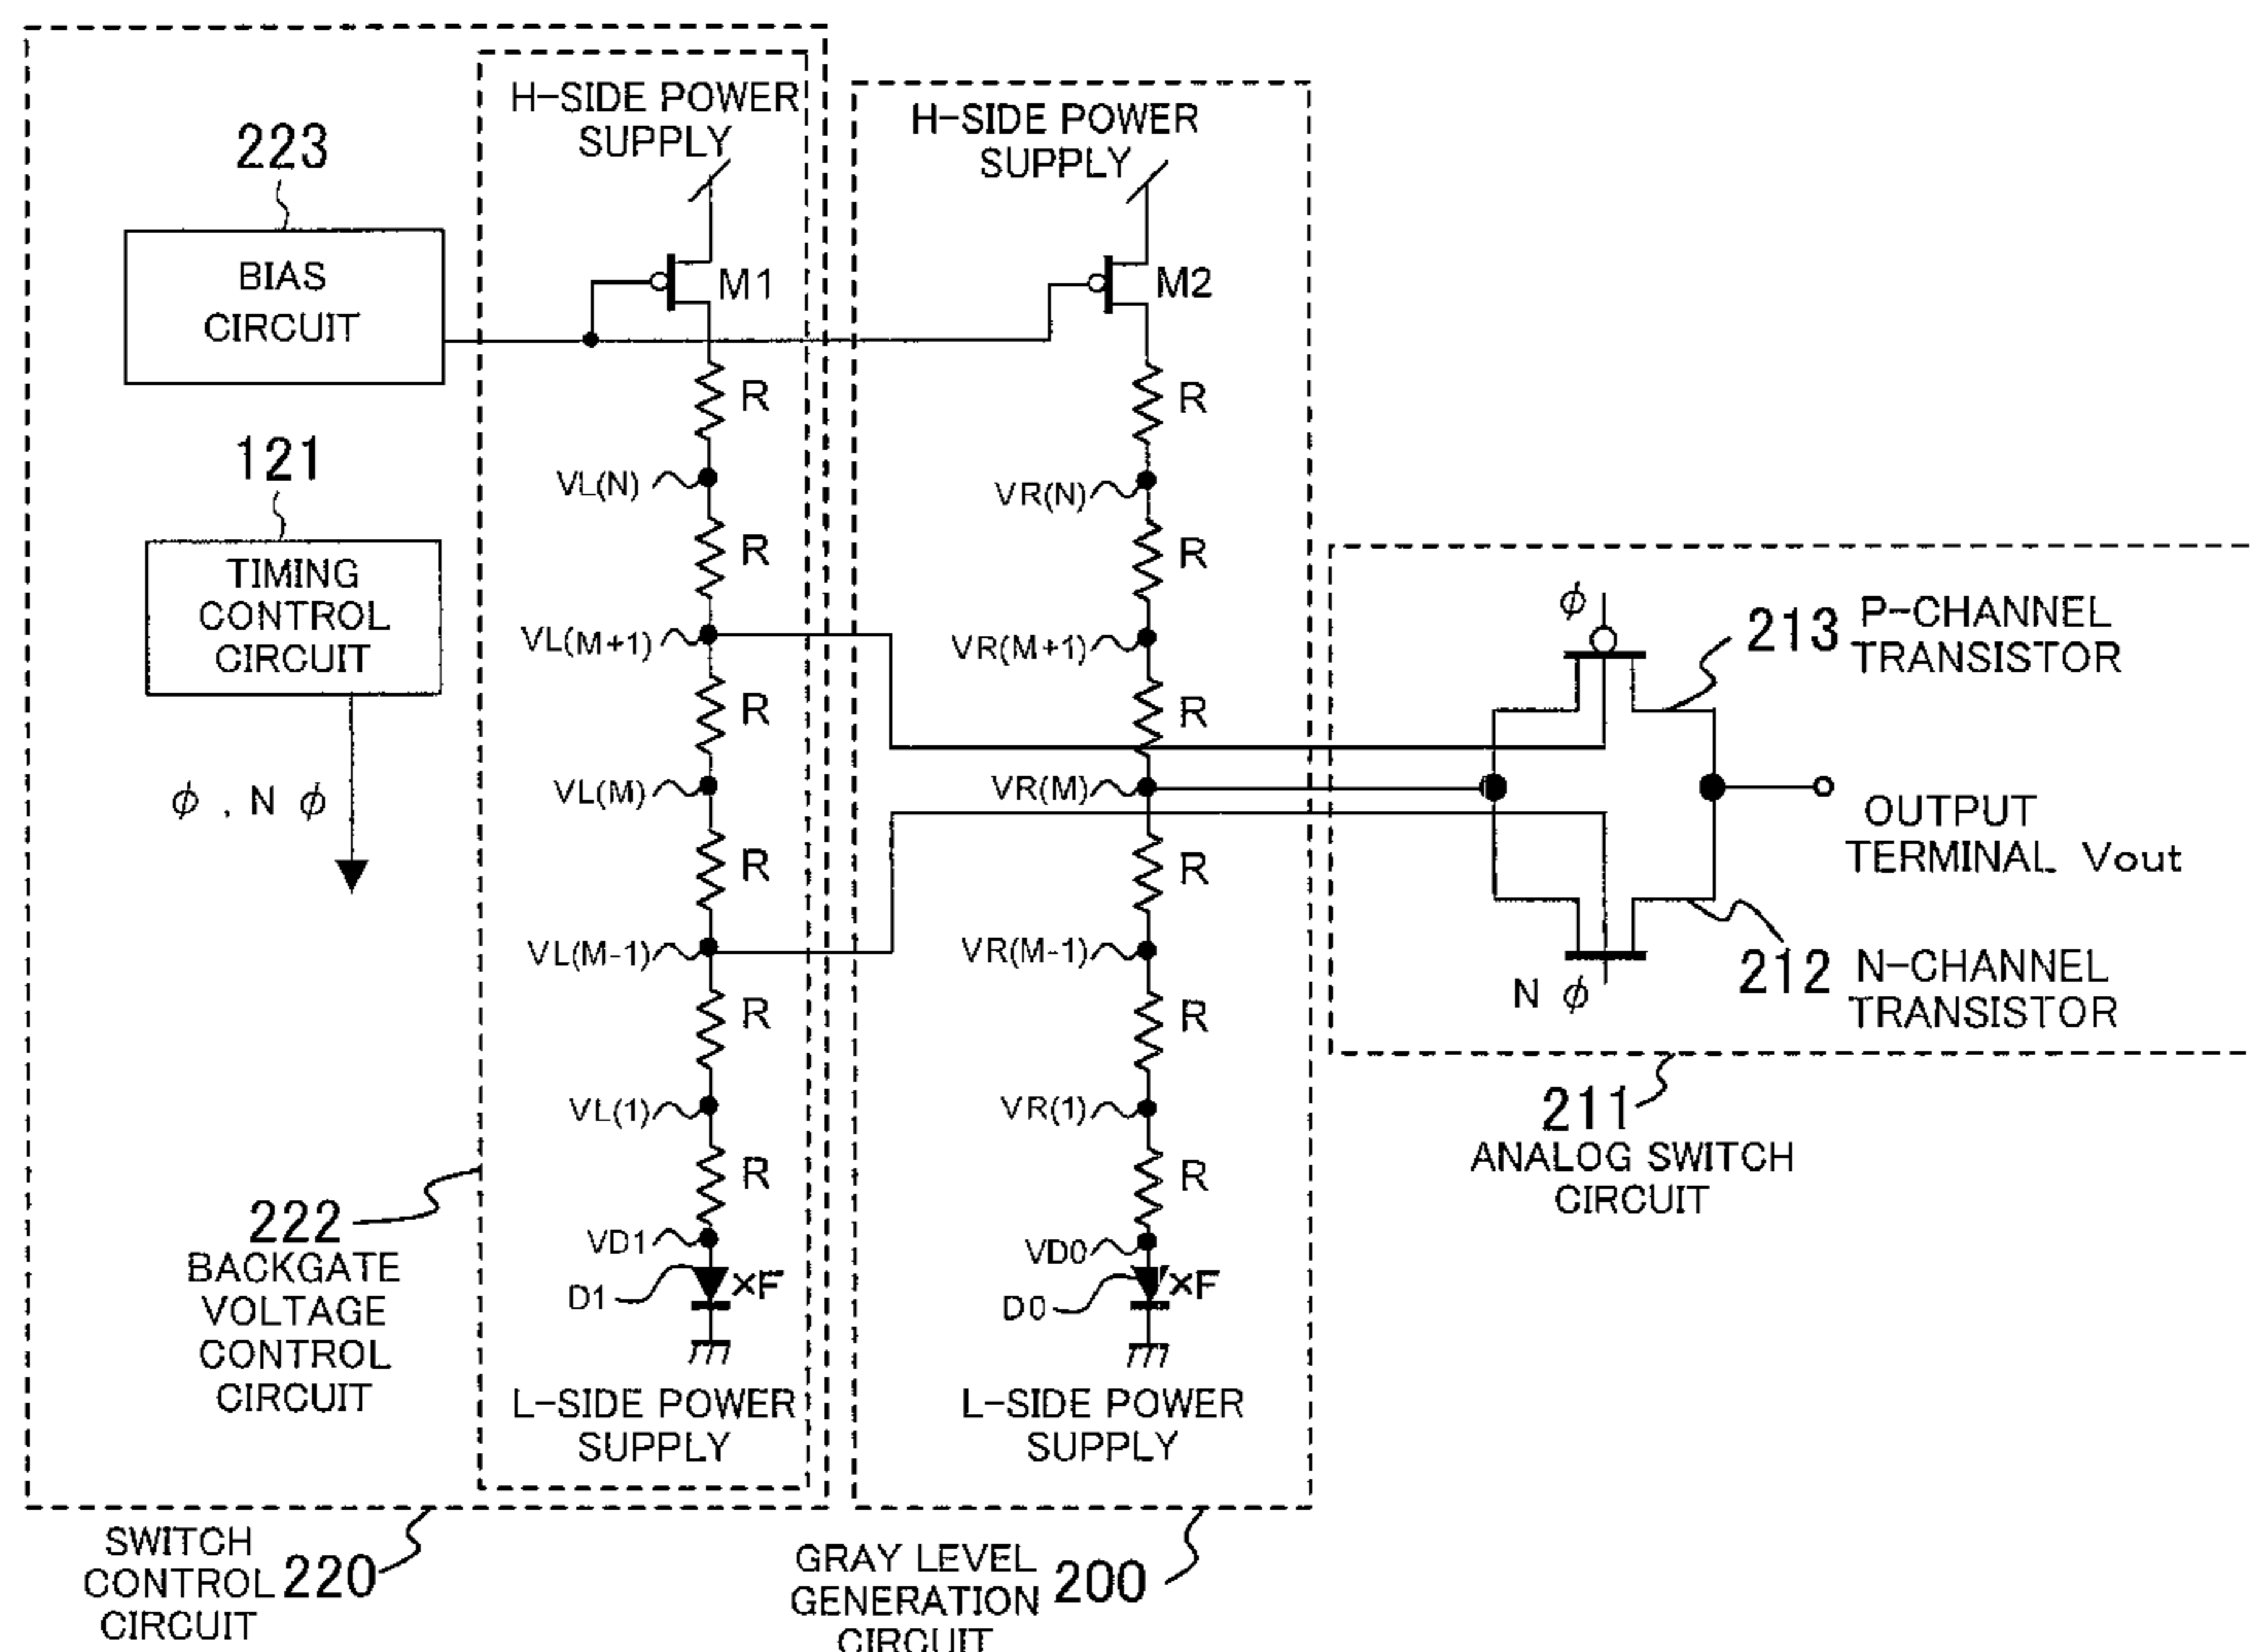 223
BIAS
CIRCUIT
121
TIMING
CONTROL
CIRCUIT
ϕ , N ϕ
H-SIDE POWER
SUPPLY
M1
R
VL(N)
R
VL(M+1)
R
VL(M)
R
VL(M-1)
R
VL(1)
R
VD1
D1
×F
L-SIDE POWER
SUPPLY
222
BACKGATE
VOLTAGE
CONTROL
CIRCUIT
SWITCH
CONTROL 220
CIRCUIT
H-SIDE POWER
SUPPLY
M2
R
VR(N)
R
VR(M+1)
R
VR(M)
R
VR(M-1)
R
VR(1)
R
VD0
D0
×F
L-SIDE POWER
SUPPLY
GRAY LEVEL
GENERATION 200
CIRCUIT
ϕ
213 P-CHANNEL
TRANSISTOR
OUTPUT
TERMINAL Vout
212 N-CHANNEL
TRANSISTOR
N ϕ
211
ANALOG SWITCH
CIRCUIT